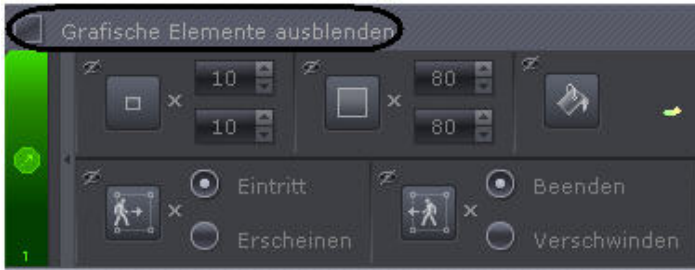 Grafische Elemente ausblenden
10 80
10 80
Eintritt Beenden
Erscheinen Verschwinden
1